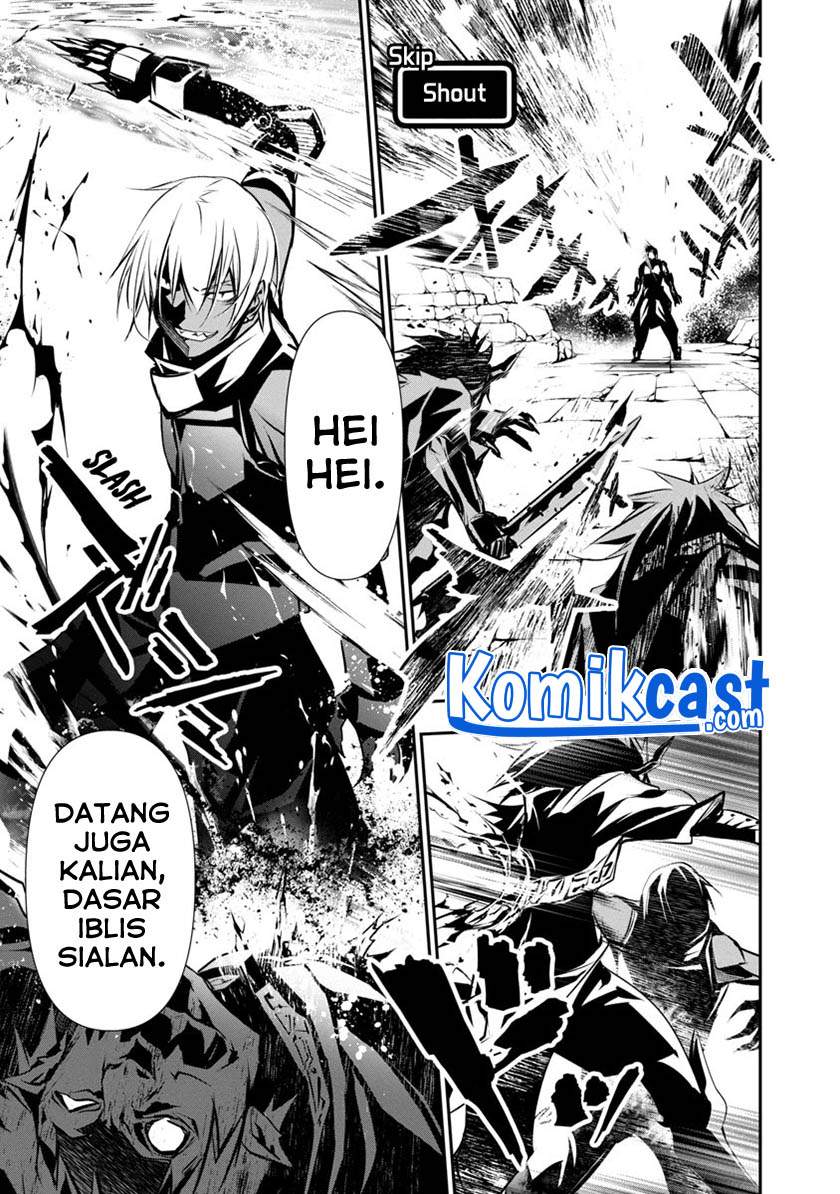 Skip
Shout
HEI
HEI.
SLASH
DATANG
JUGA
KALIAN,
DASAR
IBLIS
SIALAN.
Komikcast
.com